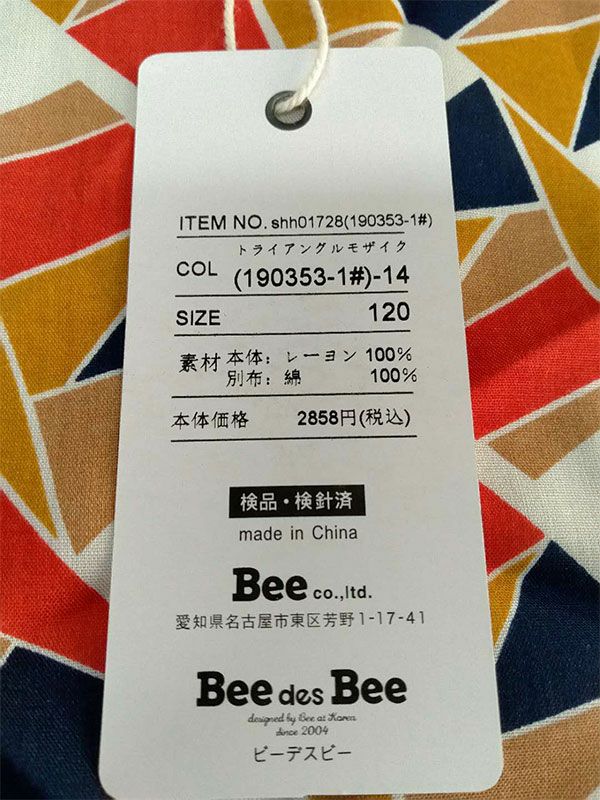 ITEM NO. shh01728(190353-1#)
トライアングルモザイク
COL (190353-1#)-14
SIZE 120
素材 本体: レーヨン 100%
別布: 綿 100%
本体価格 2858円(税込)
検品・検針済
made in China
Bee co.,ltd.
愛知県名古屋市東区芳野1-17-41
Bee des Bee
designed by Bee at Korea
since 2004
ビーデスビー